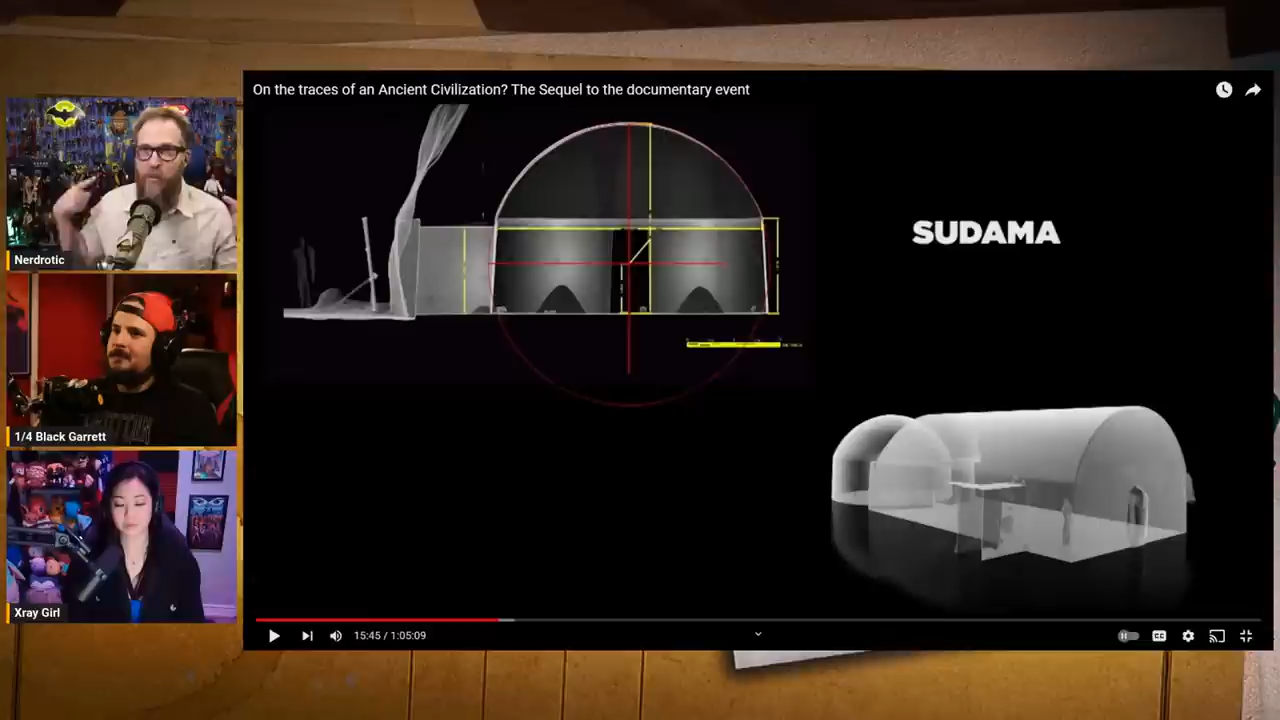 On the traces of an Ancient Civilization? The Sequel to the documentary event
SUDAMA
Nerdrotic
1/4 Black Garrett
Xray Girl
15:45 / 1:05:09
CC